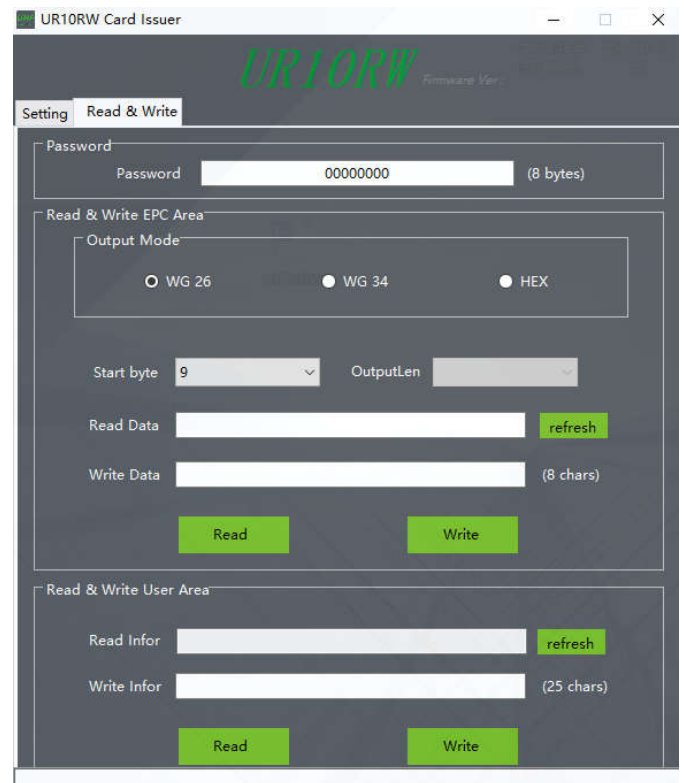 UR10RW Card Issuer
UR10RW Firmware Ver:
Setting Read & Write
Password
Password 00000000 (8 bytes)
Read & Write EPC Area
Output Mode
WG 26 WG 34 HEX
Start byte 9 OutputLen
Read Data refresh
Write Data (8 chars)
Read Write
Read & Write User Area
Read Infor refresh
Write Infor (25 chars)
Read Write